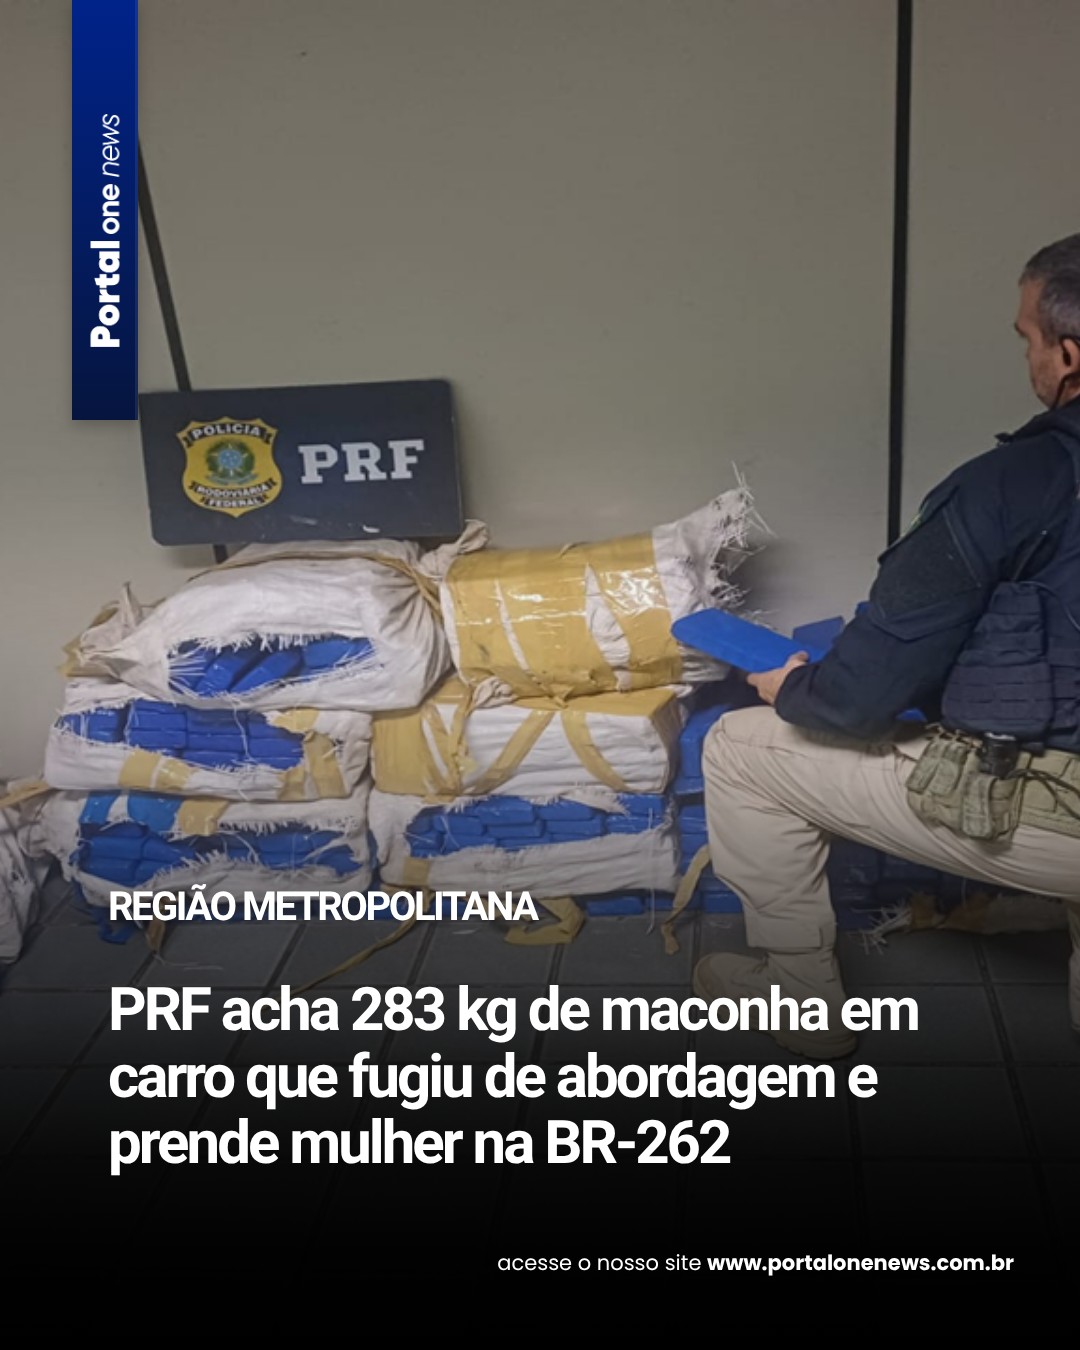 Portal one news
POLICIA
RODOVIÁRIA
FEDERAL
PRF
REGIÃO METROPOLITANA
PRF acha 283 kg de maconha em
carro que fugiu de abordagem e
prende mulher na BR-262
acesse o nosso site www.portalonenews.com.br